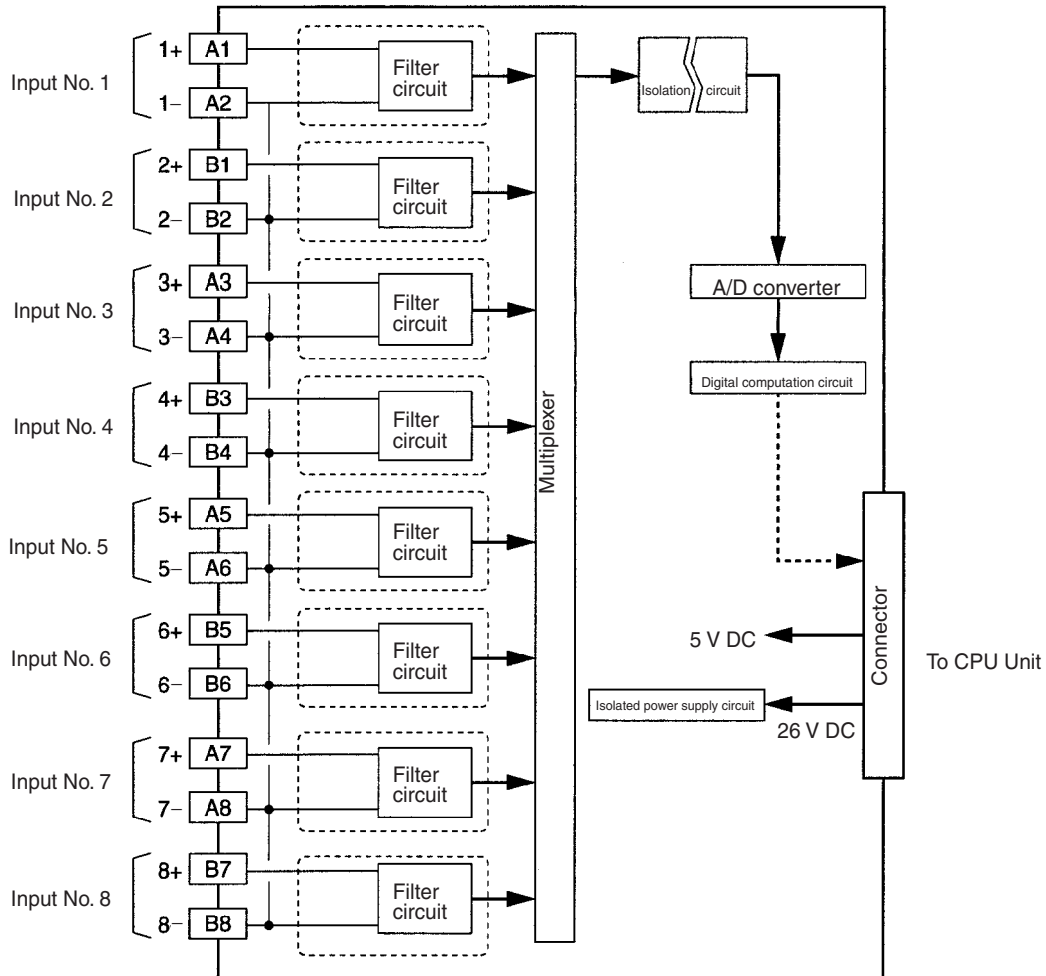 Input No. 1
1+ A1
1– A2
Filter
circuit
Input No. 2
2+ B1
2– B2
Filter
circuit
Input No. 3
3+ A3
3– A4
Filter
circuit
Input No. 4
4+ B3
4– B4
Filter
circuit
Input No. 5
5+ A5
5– A6
Filter
circuit
Input No. 6
6+ B5
6– B6
Filter
circuit
Input No. 7
7+ A7
7– A8
Filter
circuit
Input No. 8
8+ B7
8– B8
Filter
circuit
Multiplexer
Isolation circuit
A/D converter
Digital computation circuit
5 V DC
Isolated power supply circuit
26 V DC
Connector
To CPU Unit